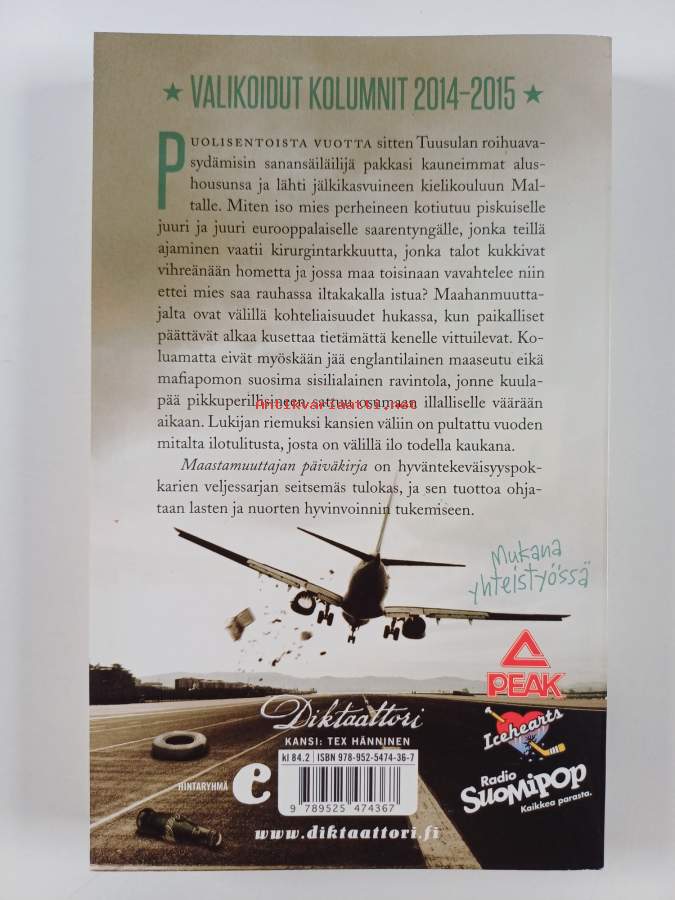 ★ VALIKOIDUT KOLUMNIT 2014–2015 ★
PUOLISENTOISTA VUOTTA sitten Tuusulan roihuava-
sydämisin sanansäiläilijä pakkasi kauneimmat alus-
housunsa ja lähti jälkikasvuineen kielikouluun Mal-
talle. Miten iso mies perheineen kotiutuu piskuiselle
juuri ja juuri eurooppalaiselle saarentyngälle, jonka teillä
ajaminen vaatii kirurgintarkkuutta, jonka talot kukkivat
vihreänään hometta ja jossa maa toisinaan vavahtelee niin
ettei mies saa rauhassa iltakakalla istua? Maahanmuutta-
jalta ovat välillä kohteliaisuudet hukassa, kun paikalliset
päättävät alkaa kusettaa tietämättä kenelle vittuilevat. Ko-
luamatta eivät myöskään jää englantilainen maaseutu eikä
mafiapomon suosima sisilialainen ravintola, jonne kuula-
pää pikkuperillisineen sattuu osumaan illalliselle väärään
Antikvariaatti.net
aikaan. Lukijan riemuksi kansien väliin on pultattu vuoden
mitalta ilotulitusta, josta on välillä ilo todella kaukana.
Maastamuuttajan päiväkirja on hyväntekeväisyyspok-
karien veljessarjan seitsemäs tulokas, ja sen tuottoa ohja-
taan lasten ja nuorten hyvinvoinnin tukemiseen.
Mukana
yhteistyössä
PEAK
Icehearts
Radio
SUOMIPOP
Kaikkea parasta.
Diktaattori
KANSI: TEX HÄNNINEN
kl 84.2 ISBN 978-952-5474-36-7
HINTARYHMÄ e
9 789525 474367
www.diktaattori.fi